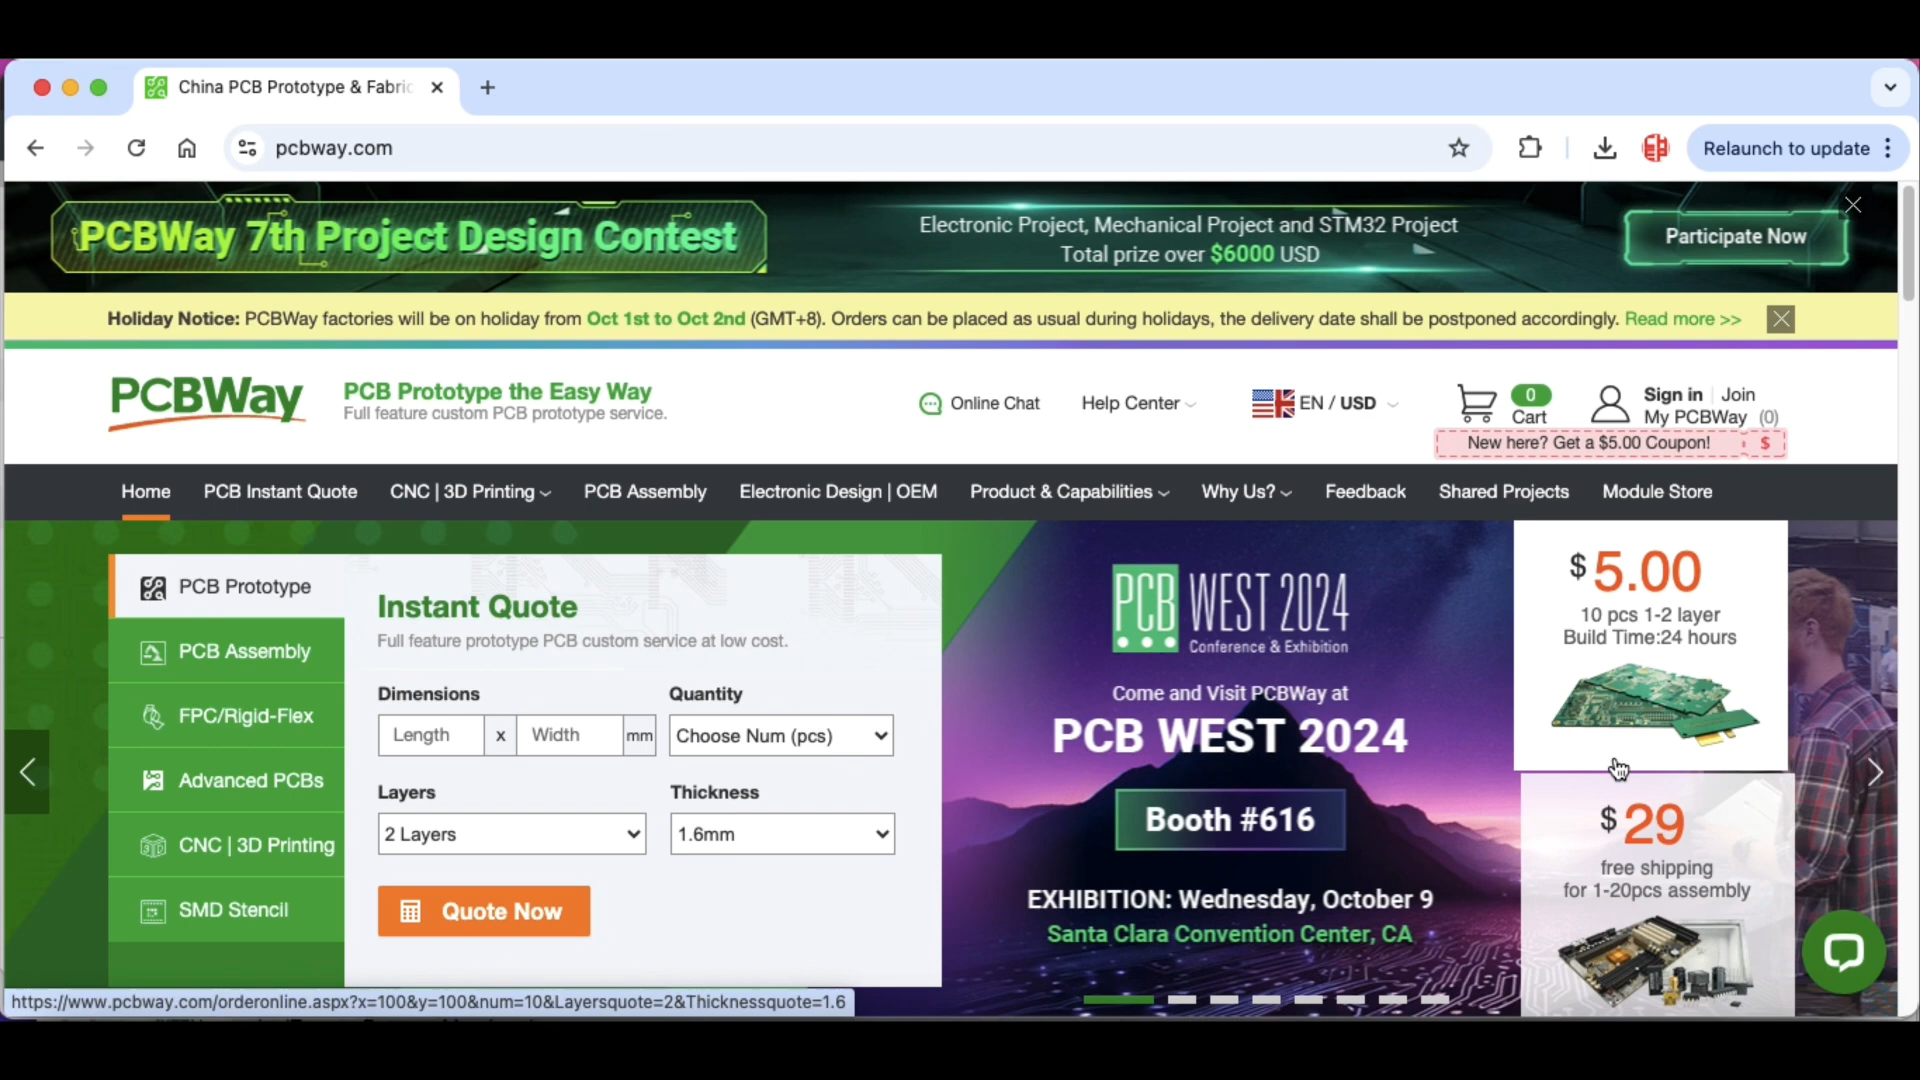 China PCB Prototype & Fabric
pcbway.com
Relaunch to update
PCBWay 7th Project Design Contest
Electronic Project, Mechanical Project and STM32 Project
Total prize over $6000 USD
Participate Now
Holiday Notice: PCBWay factories will be on holiday from Oct 1st to Oct 2nd (GMT+8). Orders can be placed as usual during holidays, the delivery date shall be postponed accordingly. Read more >>
PCBWay
PCB Prototype the Easy Way
Full feature custom PCB prototype service.
Online Chat
Help Center
EN / USD
0
Cart
Sign in | Join
My PCBWay (0)
New here? Get a $5.00 Coupon! $
Home
PCB Instant Quote
CNC | 3D Printing
PCB Assembly
Electronic Design | OEM
Product & Capabilities
Why Us?
Feedback
Shared Projects
Module Store
PCB Prototype
PCB Assembly
FPC/Rigid-Flex
Advanced PCBs
CNC | 3D Printing
SMD Stencil
Instant Quote
Full feature prototype PCB custom service at low cost.
Dimensions
Quantity
Length x Width mm
Choose Num (pcs)
Layers
Thickness
2 Layers
1.6mm
Quote Now
PCB WEST 2024
Conference & Exhibition
Come and Visit PCBWay at
PCB WEST 2024
Booth #616
EXHIBITION: Wednesday, October 9
Santa Clara Convention Center, CA
$ 5.00
10 pcs 1-2 layer
Build Time:24 hours
$ 29
free shipping
for 1-20pcs assembly
https://www.pcbway.com/orderonline.aspx?x=100&y=100&num=10&Layersquote=2&Thicknessquote=1.6